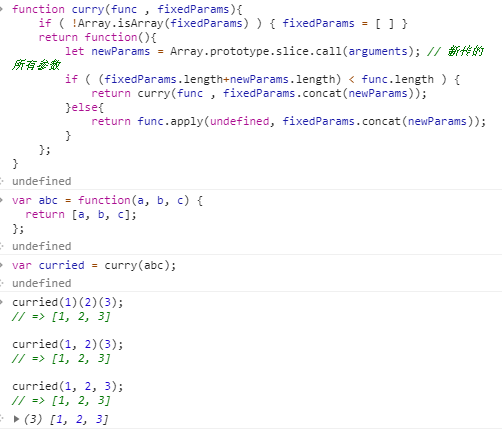 function curry(func , fixedParams){
    if ( !Array.isArray(fixedParams) ) { fixedParams = [ ] }
    return function(){
        let newParams = Array.prototype.slice.call(arguments); // 新传的
所有参数
        if ( (fixedParams.length+newParams.length) < func.length ) {
            return curry(func , fixedParams.concat(newParams));
        }else{
            return func.apply(undefined, fixedParams.concat(newParams));
        }
    };
}
undefined
var abc = function(a, b, c) {
  return [a, b, c];
};
undefined
var curried = curry(abc);
undefined
curried(1)(2)(3);
// => [1, 2, 3]

curried(1, 2)(3);
// => [1, 2, 3]

curried(1, 2, 3);
// => [1, 2, 3]
(3) [1, 2, 3]